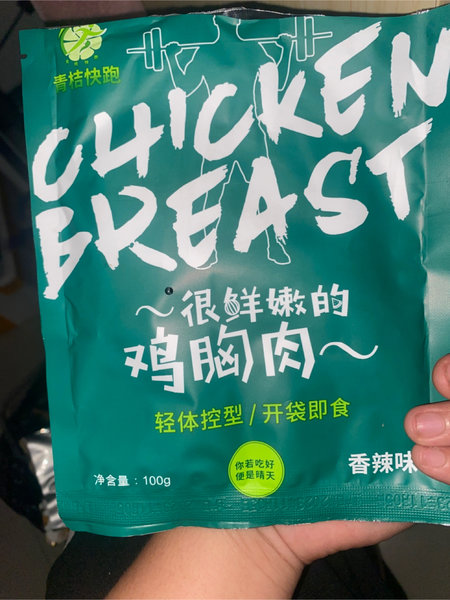 青桔快跑
CHICKEN
BREAST
～很鲜嫩的
鸡胸肉～
轻体控型/开袋即食
净含量：100g
你若吃好
便是晴天
香辣味